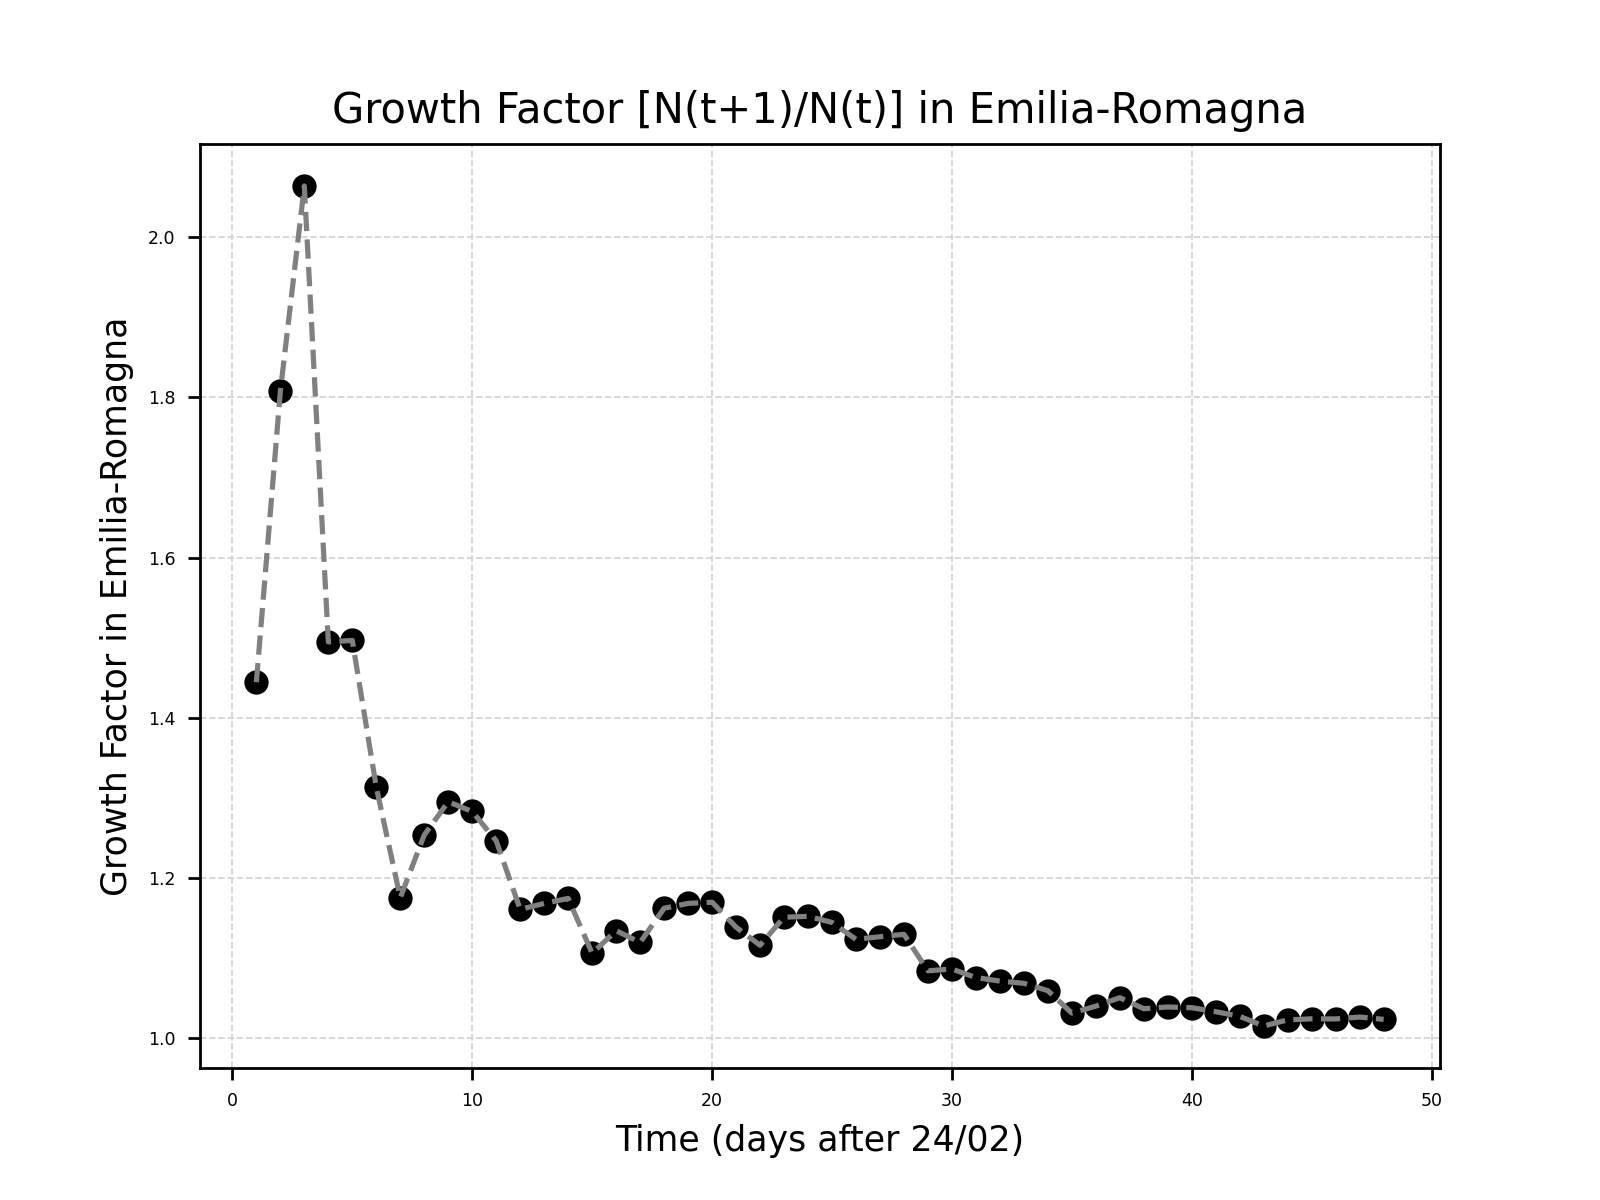 Growth Factor [N(t+1)/N(t)] in Emilia-Romagna
Growth Factor in Emilia-Romagna
2.0
1.8
1.6
1.4
1.2
1.0
0 10 20 30 40 50
Time (days after 24/02)